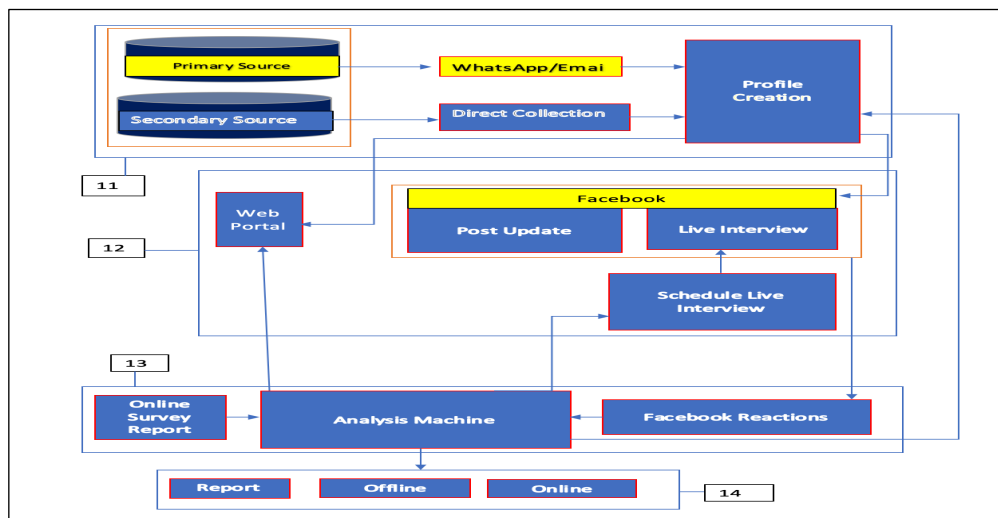 Primary Source
WhatsApp/Emai
Profile
Creation
Secondary Source
Direct Collection
11
Web
Portal
Facebook
Post Update
Live Interview
12
Schedule Live
Interview
13
Online
Survey
Report
Analysis Machine
Facebook Reactions
Report
Offline
Online
14